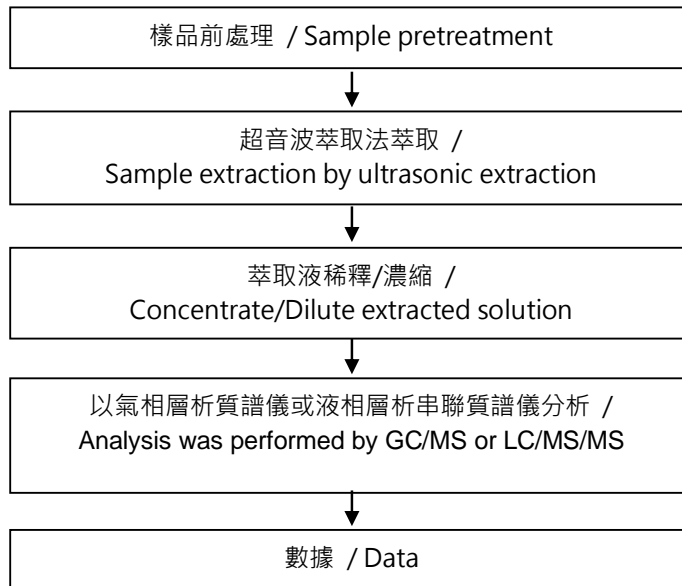 樣品前處理 / Sample pretreatment
超音波萃取法萃取 /
Sample extraction by ultrasonic extraction
萃取液稀釋/濃縮 /
Concentrate/Dilute extracted solution
以氣相層析質譜儀或液相層析串聯質譜儀分析 /
Analysis was performed by GC/MS or LC/MS/MS
數據 / Data